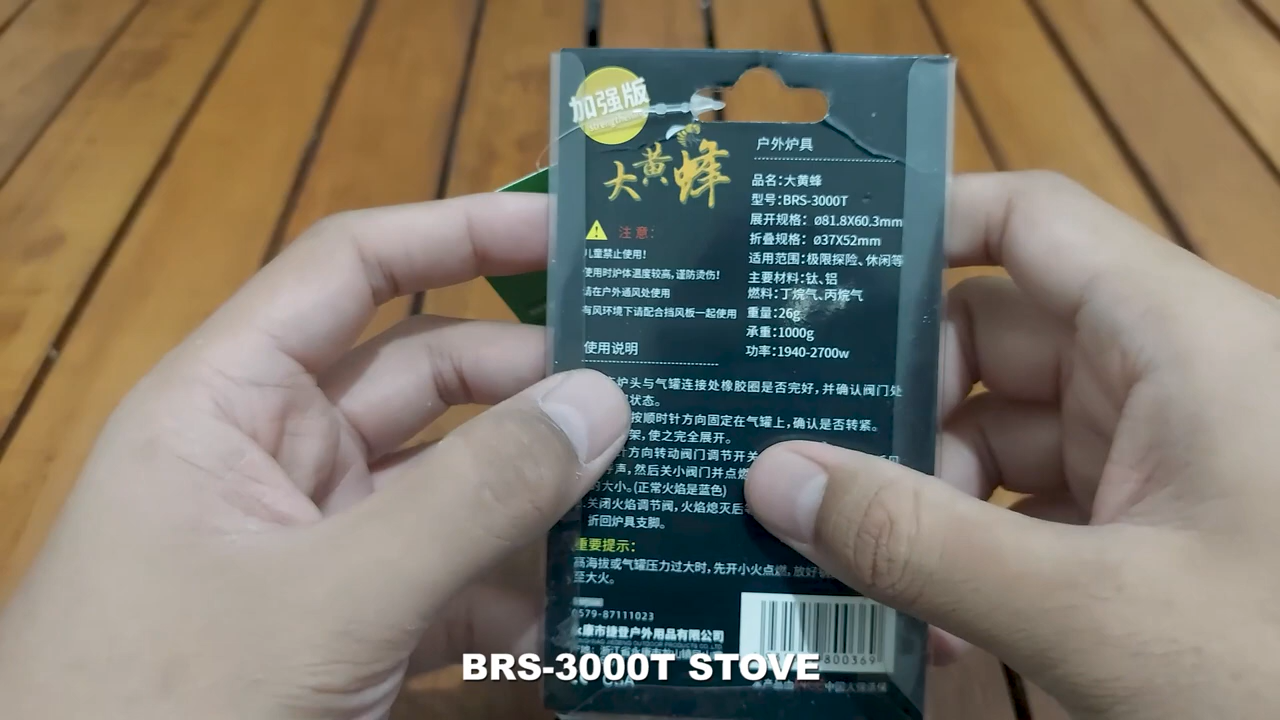 加强版
大黄蜂
户外炉具
品名:大黄蜂
型号:BRS-3000T
展开规格: ø81.8X60.3mm
折叠规格: ø37X52mm
适用范围:极限探险、休闲等
主要材料:钛、铝
燃料:丁烷气、丙烷气
重量:26g
承重:1000g
功率:1940-2700w
注意:
儿童禁止使用!
使用时炉体温度较高,谨防烫伤!
请在户外通风处使用
有风环境下请配合挡风板一起使用
使用说明
炉头与气罐连接处橡胶圈是否完好,并确认阀门处
状态。
按顺时针方向固定在气罐上,确认是否转紧。
架,使之完全展开。
方向转动阀门调节开关
声,然后关小阀门并点燃
大小。(正常火焰是蓝色)
关闭火焰调节阀,火焰熄灭后
折回炉具支脚。
重要提示:
高海拔或气罐压力过大时,先开小火点燃,放好
至大火。
0579-87111023
永康市捷登户外用品有限公司
800369
BRS-3000T STOVE